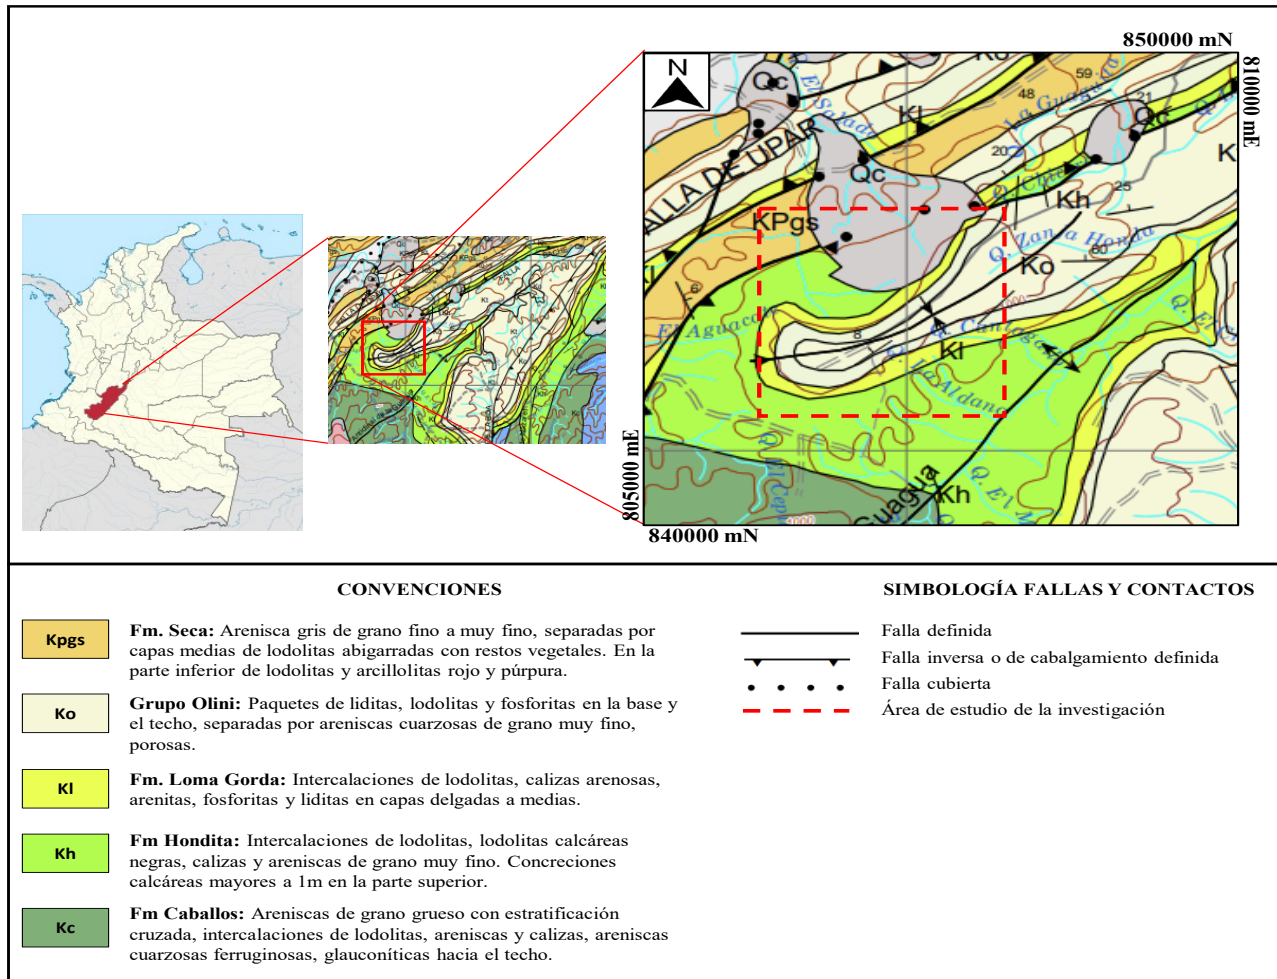 850000 mN
810000 mE
N
Qc
Q. El Salado
Ko
59
48
Q. La Guaguita
21
Qc
Kl
FALLA DE UPAR
Qc
20
Kh
25
K
KPgs
Q. Zanja Honda
Ko
80
Kl
6
El Aguacate
8
Kl
Q. La Aldana
Q. El Cepu
Guagua
Kh
Q. El M
1000
805000 mE
840000 mN
CONVENCIONES
Kpgs
Fm. Seca: Arenisca gris de grano fino a muy fino, separadas por
capas medias de lodolitas abigarradas con restos vegetales. En la
parte inferior de lodolitas y arcillolitas rojo y púrpura.
Ko
Grupo Olini: Paquetes de liditas, lodolitas y fosforitas en la base y
el techo, separadas por areniscas cuarzosas de grano muy fino,
porosas.
Kl
Fm. Loma Gorda: Intercalaciones de lodolitas, calizas arenosas,
arenitas, fosforitas y liditas en capas delgadas a medias.
Kh
Fm Hondita: Intercalaciones de lodolitas, lodolitas calcáreas
negras, calizas y areniscas de grano muy fino. Concreciones
calcáreas mayores a 1m en la parte superior.
Kc
Fm Caballos: Areniscas de grano grueso con estratificación
cruzada, intercalaciones de lodolitas, areniscas y calizas, areniscas
cuarzosas ferruginosas, glauconíticas hacia el techo.
SIMBOLOGÍA FALLAS Y CONTACTOS
Falla definida
Falla inversa o de cabalgamiento definida
Falla cubierta
Área de estudio de la investigación